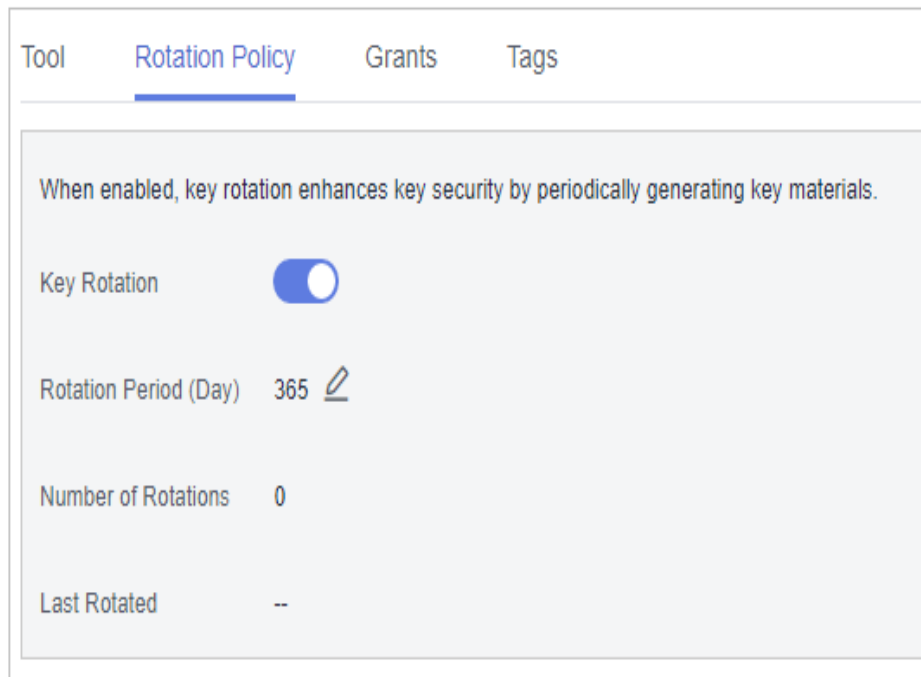 Tool Rotation Policy Grants Tags
When enabled, key rotation enhances key security by periodically generating key materials.
Key Rotation
Rotation Period (Day) 365
Number of Rotations 0
Last Rotated --